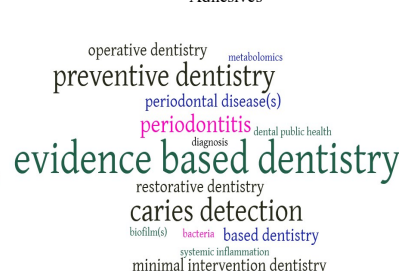 Adhesives
operative dentistry
metabolomics
preventive dentistry
periodontal disease(s)
periodontitis
dental public health
diagnosis
evidence based dentistry
restorative dentistry
caries detection
biofilm(s) bacteria based dentistry
systemic inflammation
minimal intervention dentistry